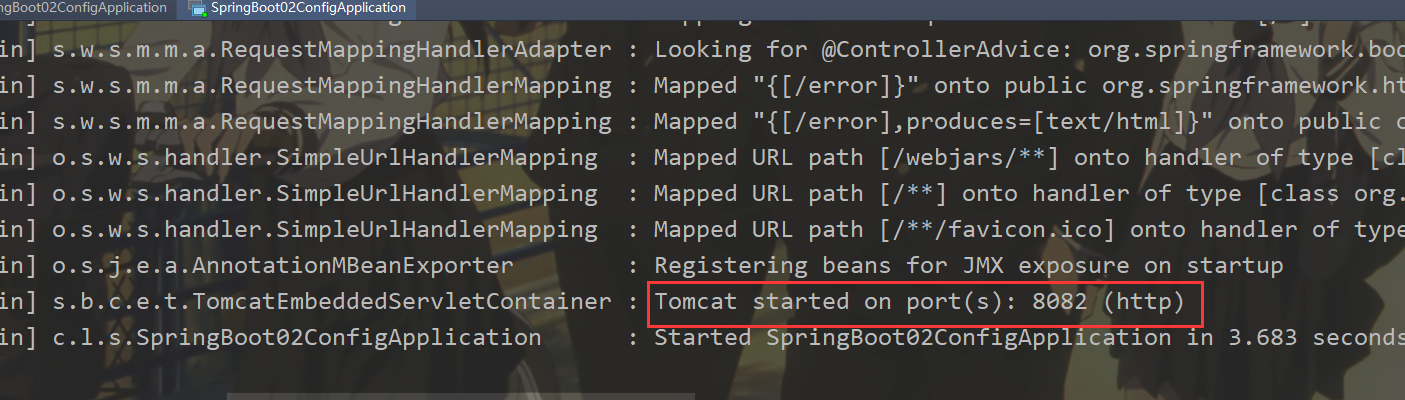 ngBoot02ConfigApplication SpringBoot02ConfigApplication
in] s.w.s.m.m.a.RequestMappingHandlerAdapter : Looking for @ControllerAdvice: org.springframework.boo
in] s.w.s.m.m.a.RequestMappingHandlerMapping : Mapped "{[/error]}" onto public org.springframework.ht
in] s.w.s.m.m.a.RequestMappingHandlerMapping : Mapped "{[/error],produces=[text/html]}" onto public o
in] o.s.w.s.handler.SimpleUrlHandlerMapping : Mapped URL path [/webjars/**] onto handler of type [cl
in] o.s.w.s.handler.SimpleUrlHandlerMapping : Mapped URL path [/**] onto handler of type [class org.
in] o.s.w.s.handler.SimpleUrlHandlerMapping : Mapped URL path [/**/favicon.ico] onto handler of type
in] o.s.j.e.a.AnnotationMBeanExporter : Registering beans for JMX exposure on startup
in] s.b.c.e.t.TomcatEmbeddedServletContainer : Tomcat started on port(s): 8082 (http)
in] c.l.s.SpringBoot02ConfigApplication : Started SpringBoot02ConfigApplication in 3.683 seconds